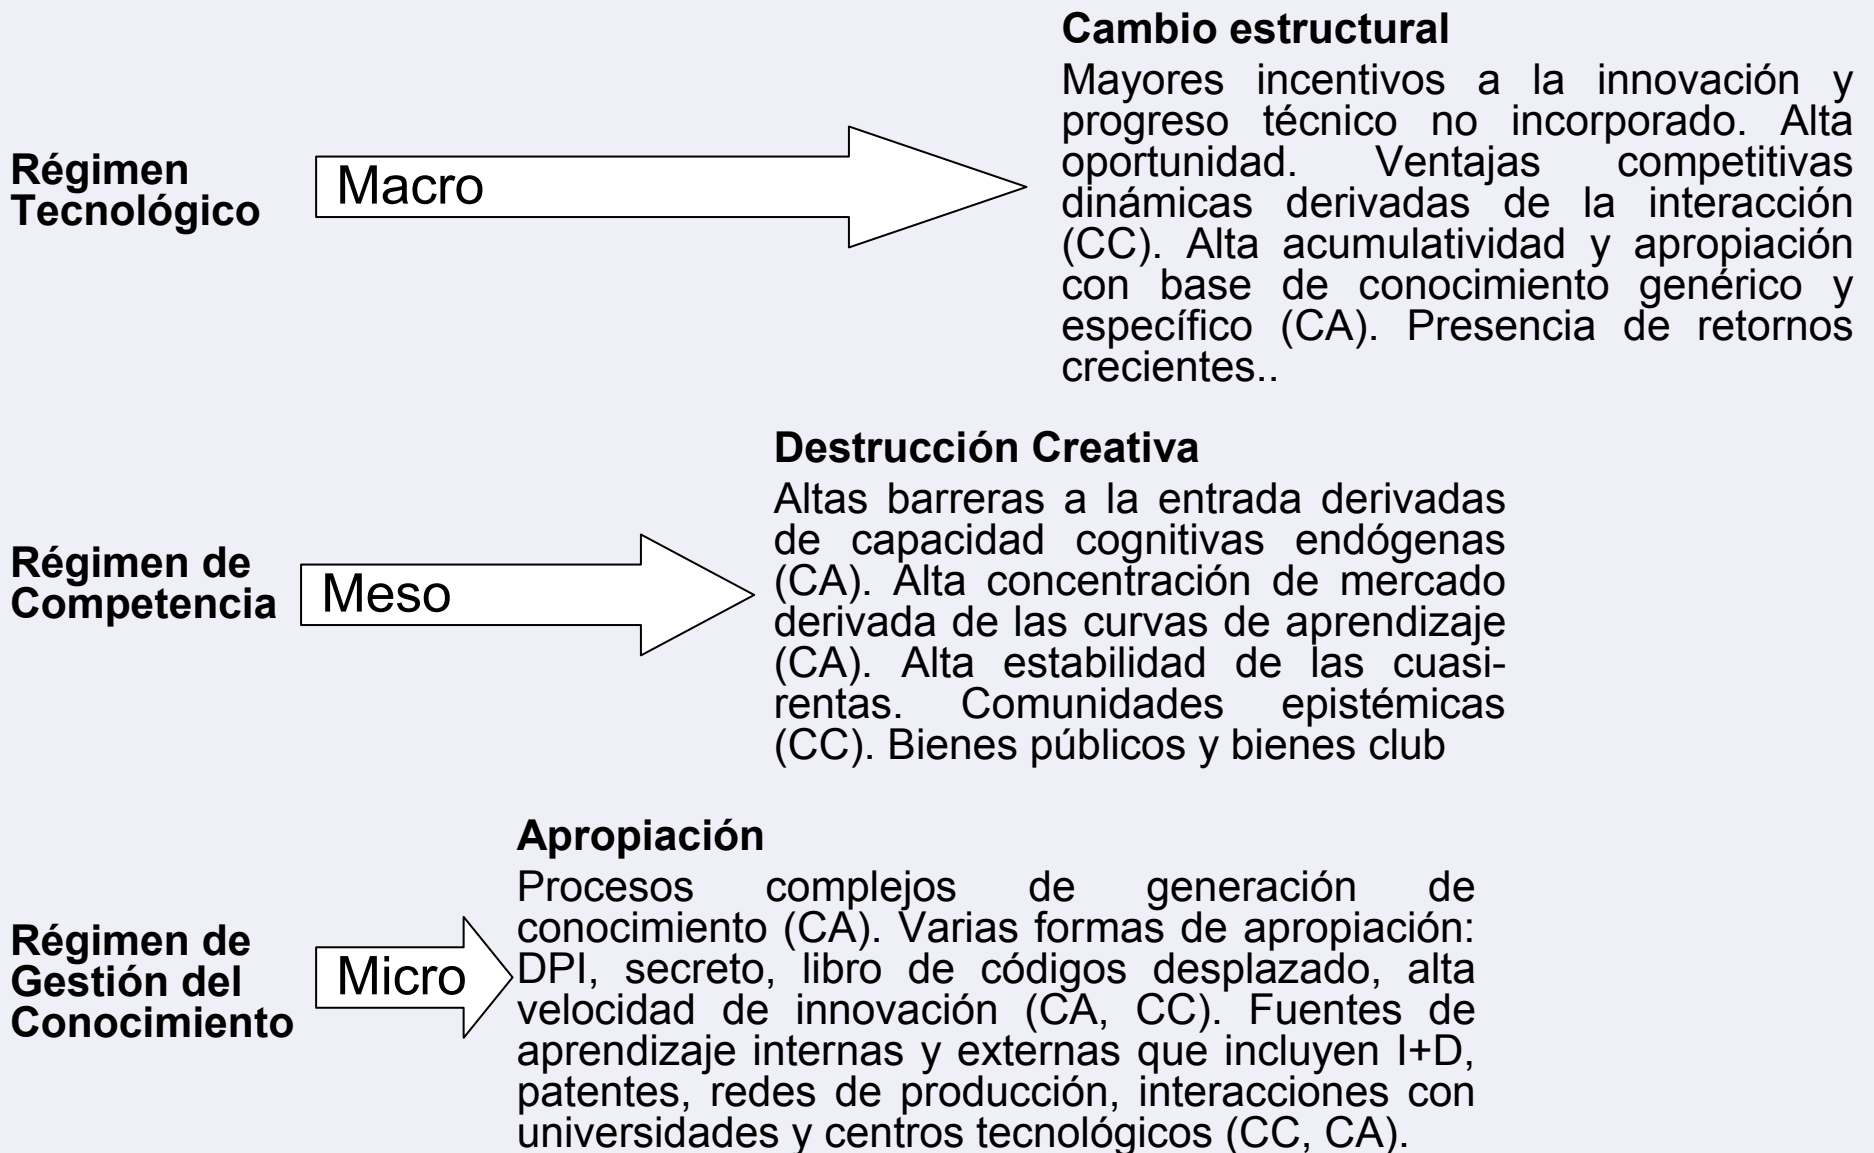 Cambio estructural
Mayores incentivos a la innovación y
progreso técnico no incorporado. Alta
oportunidad. Ventajas competitivas
dinámicas derivadas de la interacción
(CC). Alta acumulatividad y apropiación
con base de conocimiento genérico y
específico (CA). Presencia de retornos
crecientes..
Régimen
Tecnológico
Macro
Destrucción Creativa
Altas barreras a la entrada derivadas
de capacidad cognitivas endógenas
(CA). Alta concentración de mercado
derivada de las curvas de aprendizaje
(CA). Alta estabilidad de las cuasi-
rentas. Comunidades epistémicas
(CC). Bienes públicos y bienes club
Régimen de
Competencia
Meso
Apropiación
Procesos complejos de generación de
conocimiento (CA). Varias formas de apropiación:
DPI, secreto, libro de códigos desplazado, alta
velocidad de innovación (CA, CC). Fuentes de
aprendizaje internas y externas que incluyen I+D,
patentes, redes de producción, interacciones con
universidades y centros tecnológicos (CC, CA).
Régimen de
Gestión del
Conocimiento
Micro